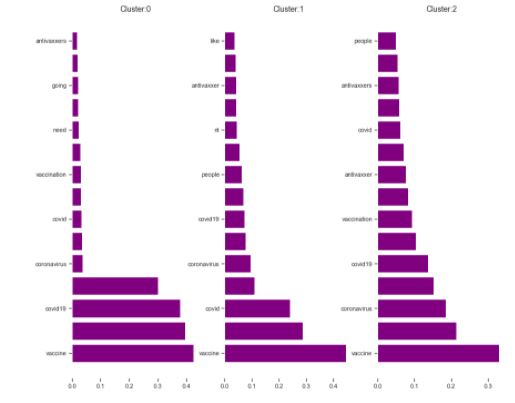 Cluster:0
antivaxxers
going
need
vaccination
covid
coronavirus
covid19
vaccine
0.0 0.1 0.2 0.3 0.4
Cluster:1
like
antivaxxer
rt
people
covid19
coronavirus
covid
vaccine
0.0 0.1 0.2 0.3 0.4
Cluster:2
people
antivaxxers
covid
antivaxxer
vaccination
covid19
coronavirus
vaccine
0.0 0.1 0.2 0.3